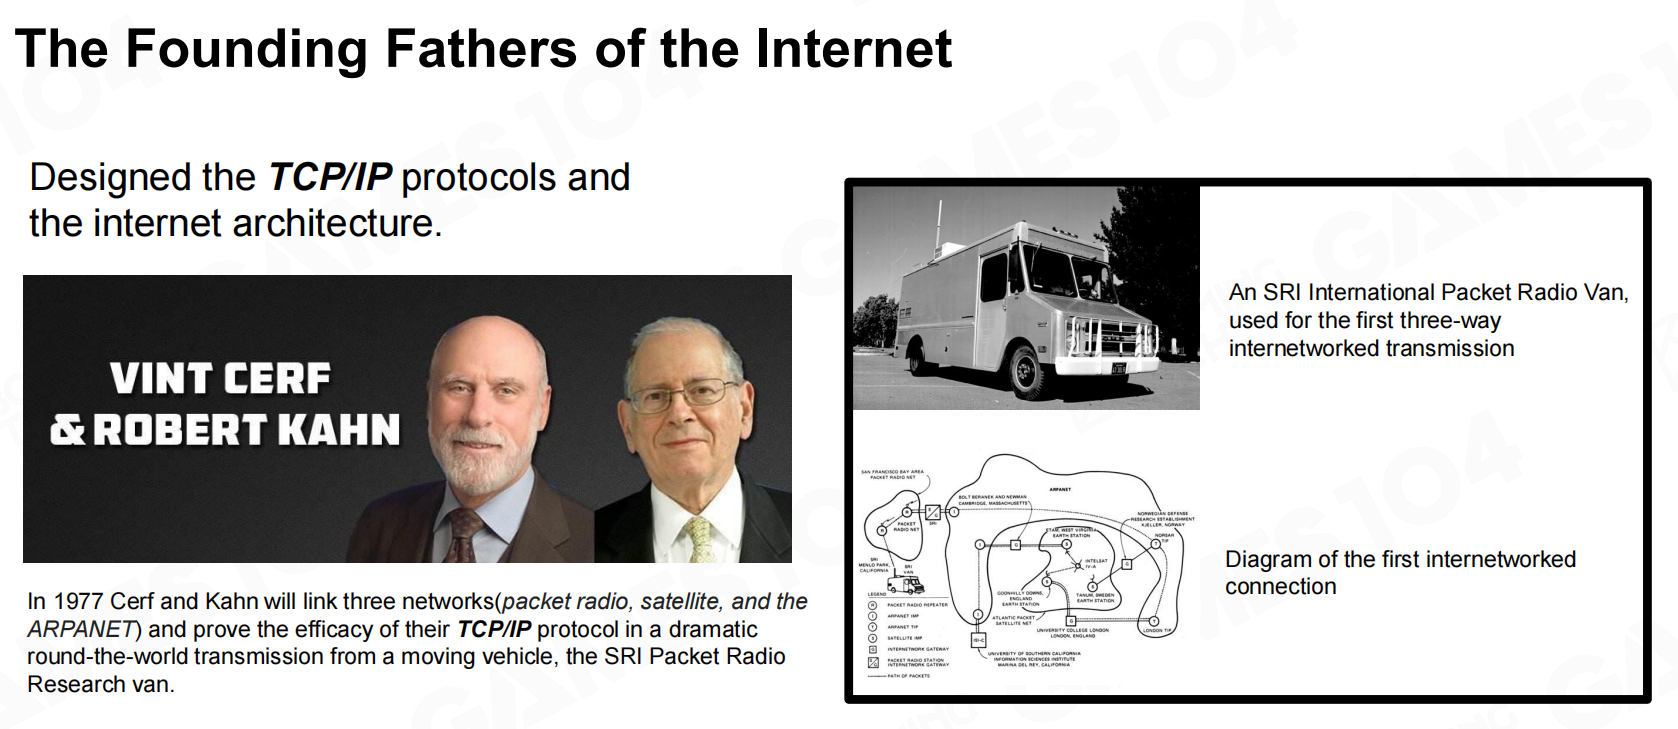 The Founding Fathers of the Internet
Designed the TCP/IP protocols and
the internet architecture.
VINT CERF
& ROBERT KAHN
In 1977 Cerf and Kahn will link three networks(packet radio, satellite, and the
ARPANET) and prove the efficacy of their TCP/IP protocol in a dramatic
round-the-world transmission from a moving vehicle, the SRI Packet Radio
Research van.
An SRI International Packet Radio Van,
used for the first three-way
internetworked transmission
SAN FRANCISCO BAY AREA
PACKET RADIO NET
ARPANET
BOLT BERANEK AND NEWMAN
CAMBRIDGE, MASSACHUSETTS
R
S/G
I
PACKET
RADIO NET
SRI
R
NORWEGIAN DEFENSE
RESEARCH ESTABLISHMENT
KJELLER, NORWAY
ETAM, WEST VIRGINIA
EARTH STATION
NORSAR
TIP
T
I
G
S
SRI
MENLO PARK,
CALIFORNIA
SRI
VAN
INTELSAT
IV-A
G
S
S
GOONHILLY DOWNS,
ENGLAND
EARTH STATION
TANUM, SWEDEN
EARTH STATION
ATLANTIC PACKET
SATELLITE NET
I
G
T
UNIVERSITY COLLEGE LONDON
LONDON, ENGLAND
LONDON TIP
ISI-C
UNIVERSITY OF SOUTHERN CALIFORNIA
INFORMATION SCIENCES INSTITUTE
MARINA DEL REY, CALIFORNIA
LEGEND
R PACKET RADIO REPEATER
I ARPANET IMP
T ARPANET TIP
S SATELLITE IMP
G INTERNETWORK GATEWAY
S/G PACKET RADIO STATION
INTERNETWORK GATEWAY
PATH OF PACKETS
Diagram of the first internetworked
connection
GAMES104